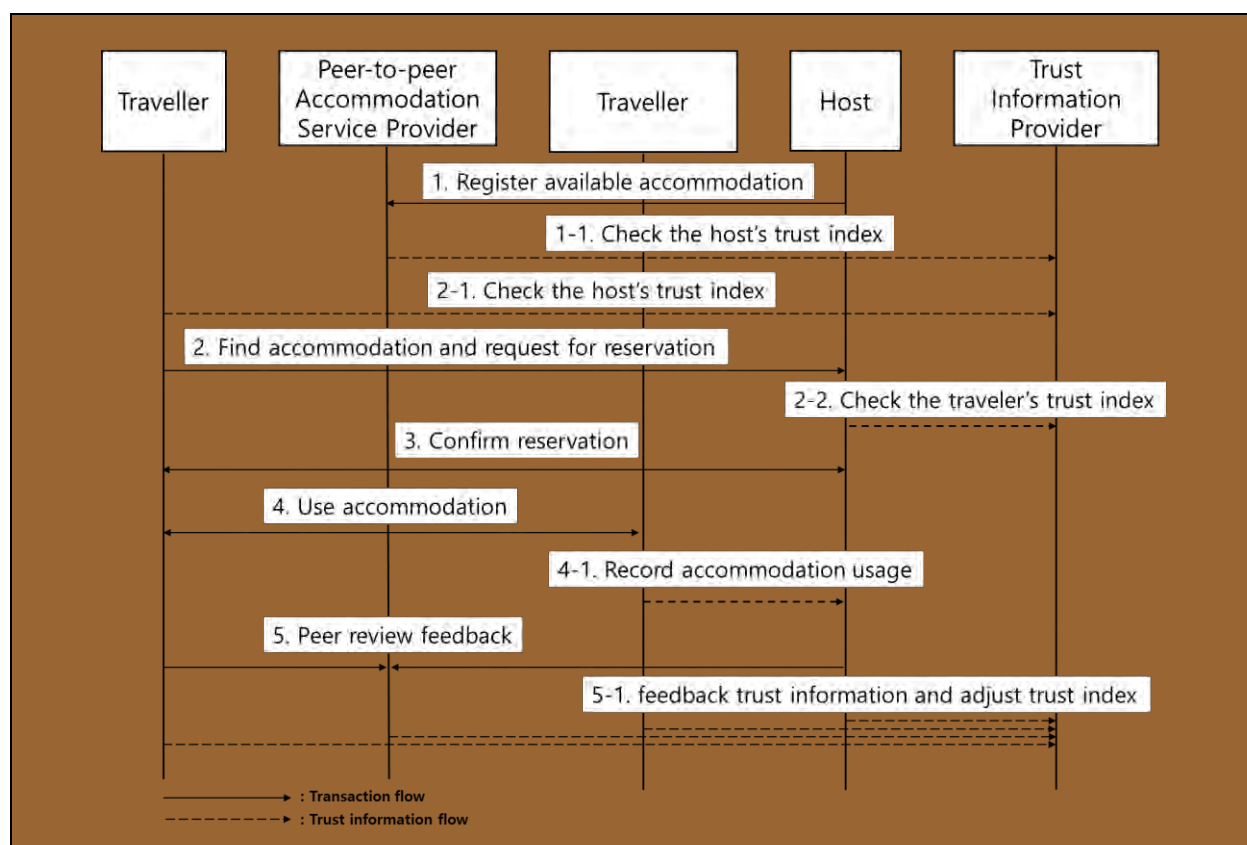 Traveller
Peer-to-peer
Accommodation
Service Provider
Traveller
Host
Trust
Information
Provider
1. Register available accommodation
1-1. Check the host's trust index
2-1. Check the host's trust index
2. Find accommodation and request for reservation
2-2. Check the traveler's trust index
3. Confirm reservation
4. Use accommodation
4-1. Record accommodation usage
5. Peer review feedback
5-1. feedback trust information and adjust trust index
: Transaction flow
: Trust information flow